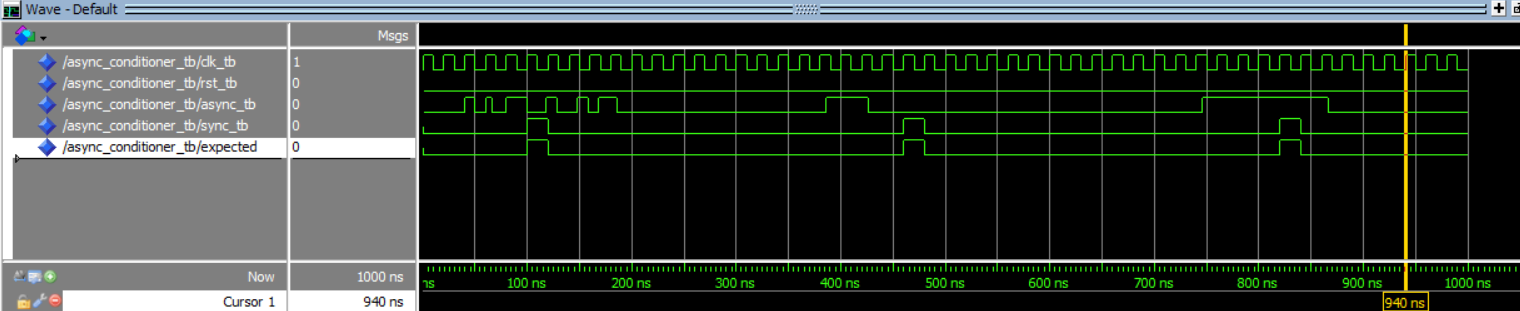 Wave - Default
Msgs
/async_conditioner_tb/clk_tb 1
/async_conditioner_tb/rst_tb 0
/async_conditioner_tb/async_tb 0
/async_conditioner_tb/sync_tb 0
/async_conditioner_tb/expected 0
Now 1000 ns
ns 100 ns 200 ns 300 ns 400 ns 500 ns 600 ns 700 ns 800 ns 900 ns 1000 ns
Cursor 1 940 ns 940 ns